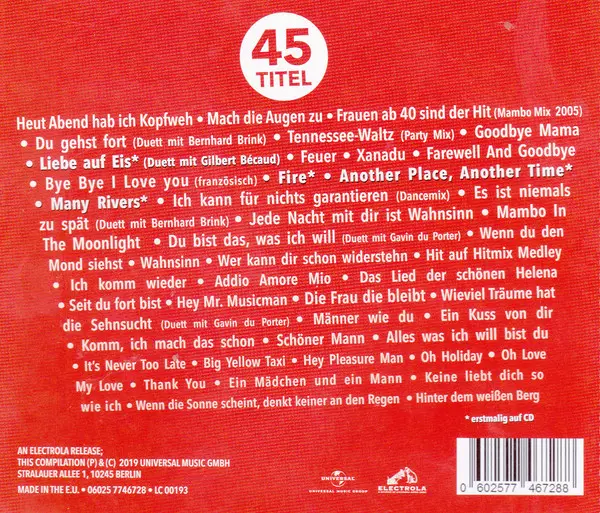 45
TITEL
Heut Abend hab ich Kopfweh • Mach die Augen zu • Frauen ab 40 sind der Hit (Mambo Mix 2005)
• Du gehst fort (Duett mit Bernhard Brink) • Tennessee-Waltz (Party Mix) • Goodbye Mama
• Liebe auf Eis* (Duett mit Gilbert Bécaud) • Feuer • Xanadu • Farewell And Goodbye
• Bye Bye I Love you (französisch) • Fire* • Another Place, Another Time*
• Many Rivers* • Ich kann für nichts garantieren (Dancemix) • Es ist niemals
zu spät (Duett mit Bernhard Brink) • Jede Nacht mit dir ist Wahnsinn • Mambo In
The Moonlight • Du bist das, was ich will (Duett mit Gavin du Porter) • Wenn du den
Mond siehst • Wahnsinn • Wer kann dir schon widerstehn • Hit auf Hitmix Medley
• Ich komm wieder • Addio Amore Mio • Das Lied der schönen Helena
• Seit du fort bist • Hey Mr. Musicman • Die Frau die bleibt • Wieviel Träume hat
die Sehnsucht (Duett mit Gavin du Porter) • Männer wie du • Ein Kuss von dir
• Komm, ich mach das schon • Schöner Mann • Alles was ich will bist du
• It's Never Too Late • Big Yellow Taxi • Hey Pleasure Man • Oh Holiday • Oh Love
My Love • Thank You • Ein Mädchen und ein Mann • Keine liebt dich so
wie ich • Wenn die Sonne scheint, denkt keiner an den Regen • Hinter dem weißen Berg
* erstmalig auf CD
AN ELECTROLA RELEASE;
THIS COMPILATION (P) & (C) 2019 UNIVERSAL MUSIC GMBH
STRALAUER ALLEE 1, 10245 BERLIN
MADE IN THE E.U. • 06025 7746728 • LC 00193
UNIVERSAL
UNIVERSAL MUSIC GROUP
ELECTROLA
0 602577 467288